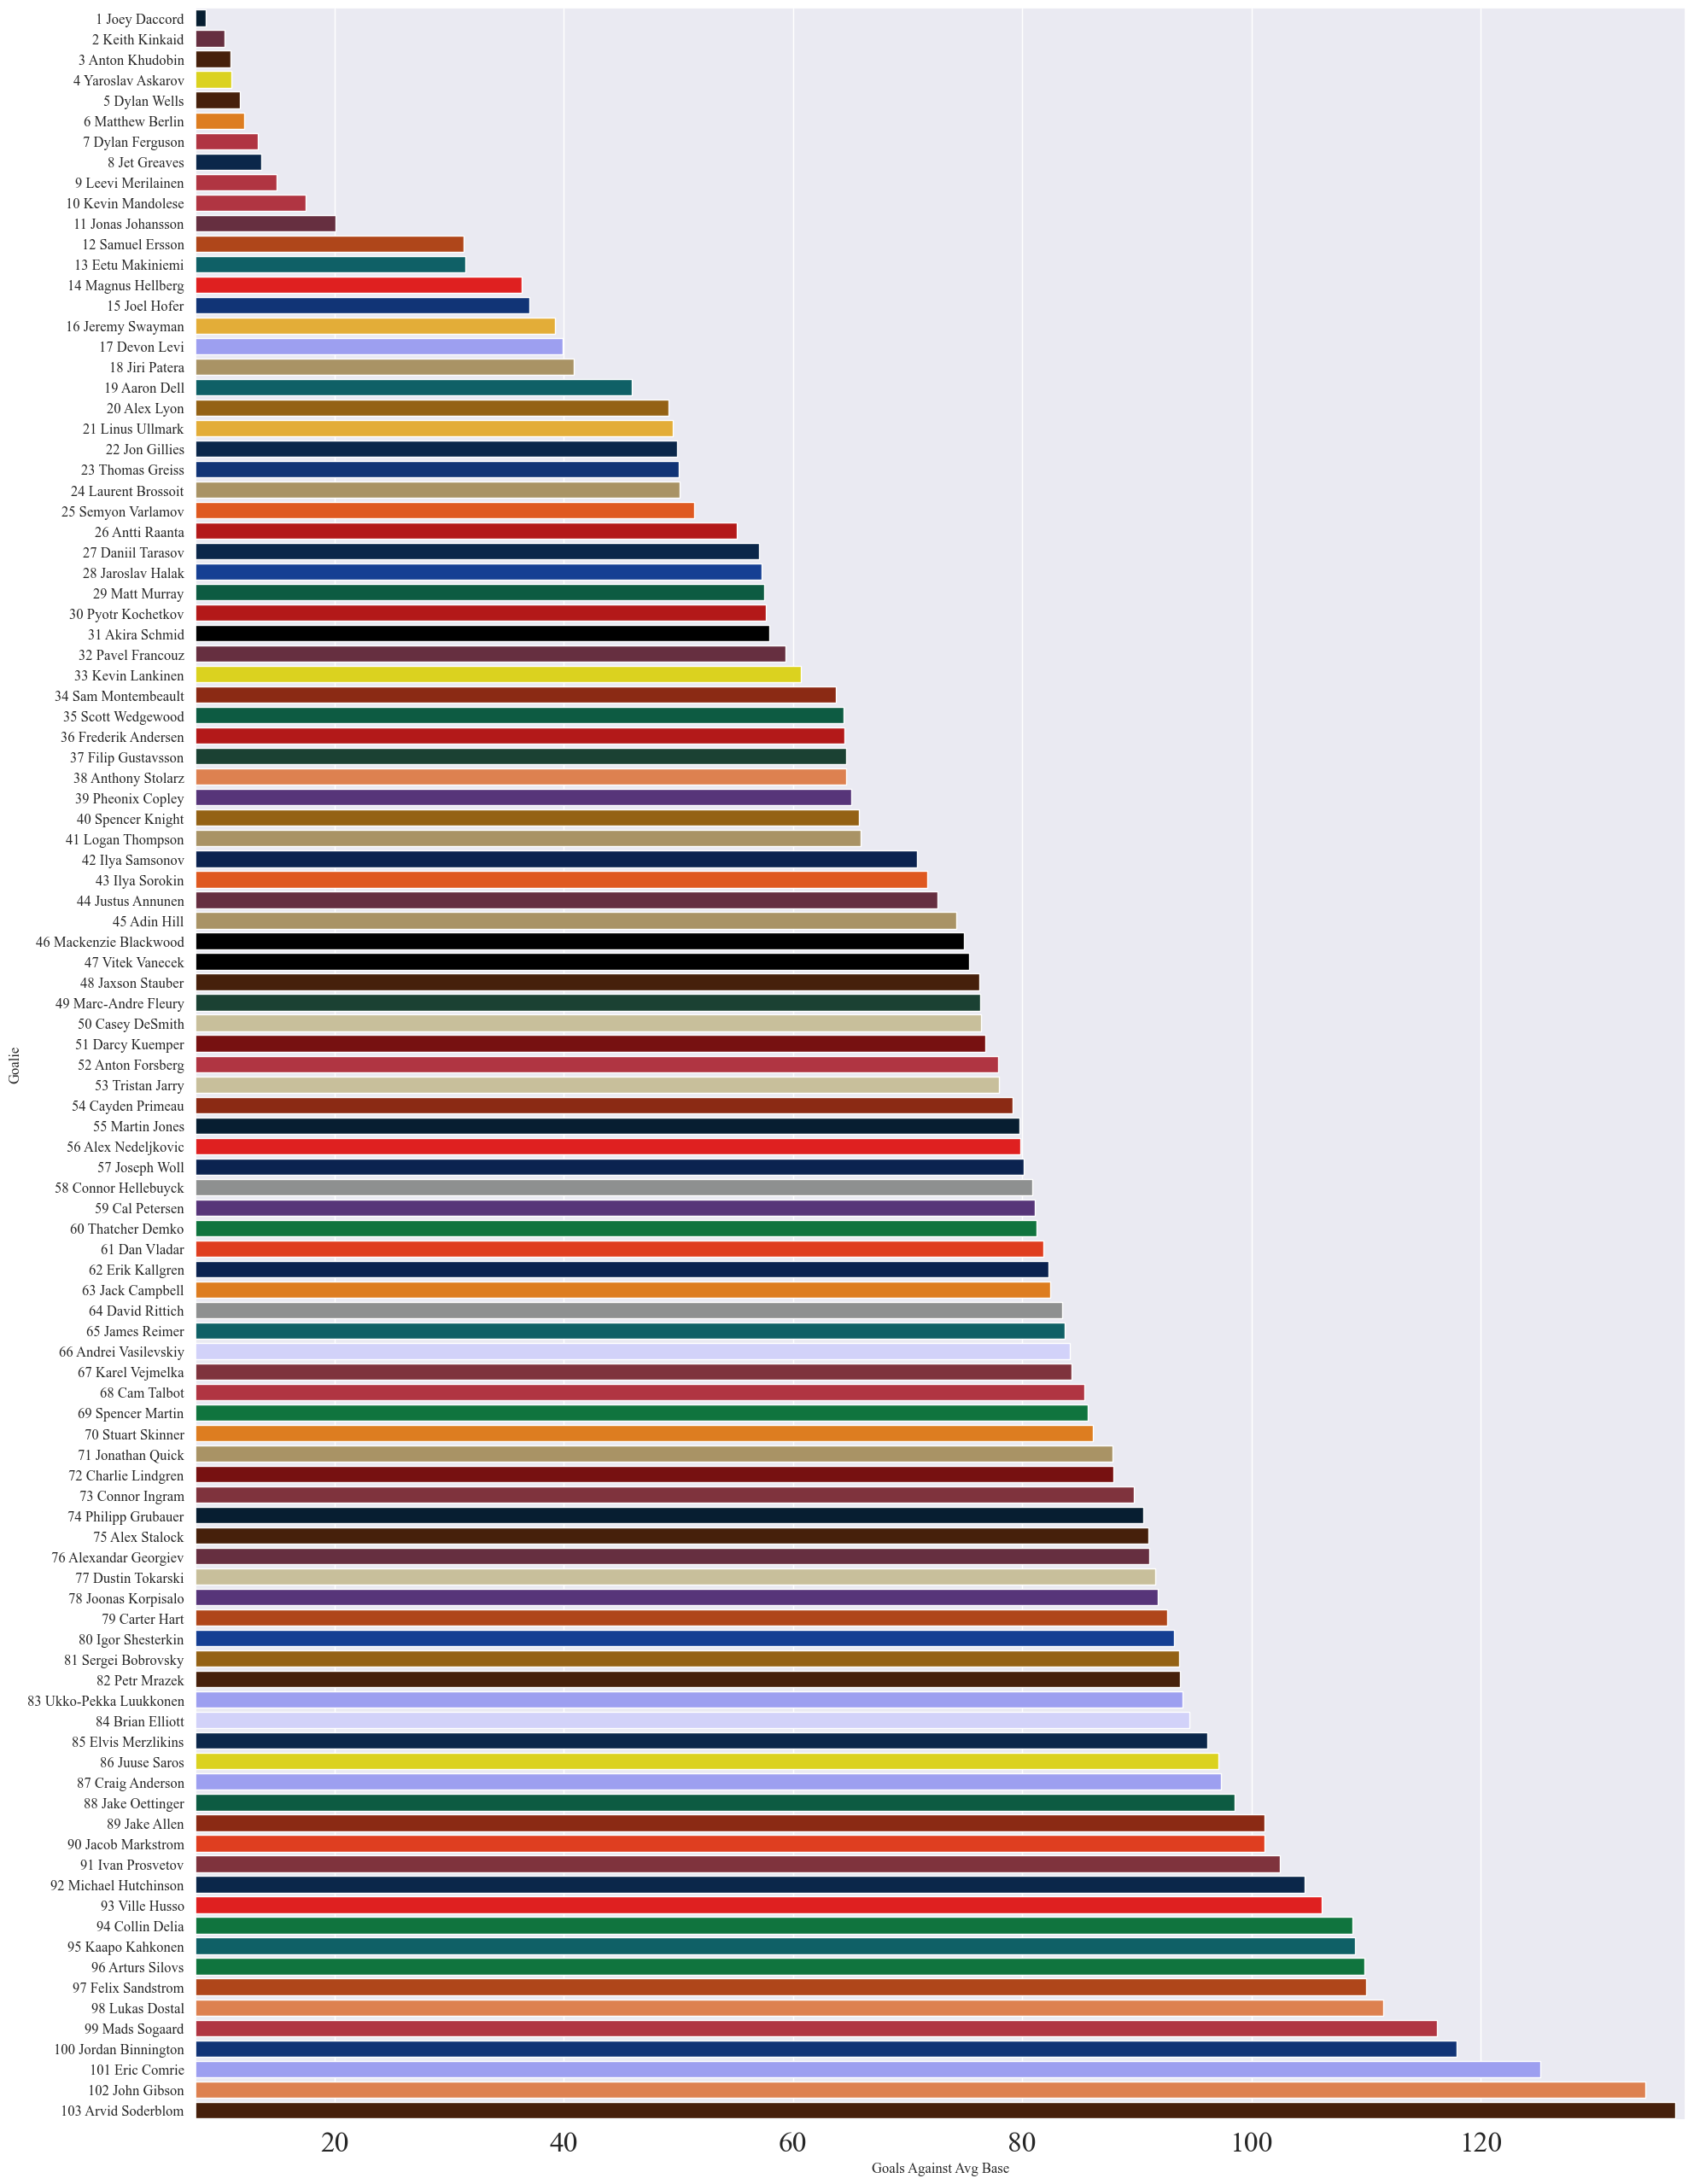 1 Joey Daccord
2 Keith Kinkaid
3 Anton Khudobin
4 Yaroslav Askarov
5 Dylan Wells
6 Matthew Berlin
7 Dylan Ferguson
8 Jet Greaves
9 Leevi Merilainen
10 Kevin Mandolese
11 Jonas Johansson
12 Samuel Ersson
13 Eetu Makiniemi
14 Magnus Hellberg
15 Joel Hofer
16 Jeremy Swayman
17 Devon Levi
18 Jiri Patera
19 Aaron Dell
20 Alex Lyon
21 Linus Ullmark
22 Jon Gillies
23 Thomas Greiss
24 Laurent Brossoit
25 Semyon Varlamov
26 Antti Raanta
27 Daniil Tarasov
28 Jaroslav Halak
29 Matt Murray
30 Pyotr Kochetkov
31 Akira Schmid
32 Pavel Francouz
33 Kevin Lankinen
34 Sam Montembeault
35 Scott Wedgewood
36 Frederik Andersen
37 Filip Gustavsson
38 Anthony Stolarz
39 Pheonix Copley
40 Spencer Knight
41 Logan Thompson
42 Ilya Samsonov
43 Ilya Sorokin
44 Justus Annunen
45 Adin Hill
46 Mackenzie Blackwood
47 Vitek Vanecek
48 Jaxson Stauber
49 Marc-Andre Fleury
50 Casey DeSmith
51 Darcy Kuemper
52 Anton Forsberg
53 Tristan Jarry
54 Cayden Primeau
55 Martin Jones
56 Alex Nedeljkovic
57 Joseph Woll
58 Connor Hellebuyck
59 Cal Petersen
60 Thatcher Demko
61 Dan Vladar
62 Erik Kallgren
63 Jack Campbell
64 David Rittich
65 James Reimer
66 Andrei Vasilevskiy
67 Karel Vejmelka
68 Cam Talbot
69 Spencer Martin
70 Stuart Skinner
71 Jonathan Quick
72 Charlie Lindgren
73 Connor Ingram
74 Philipp Grubauer
75 Alex Stalock
76 Alexandar Georgiev
77 Dustin Tokarski
78 Joonas Korpisalo
79 Carter Hart
80 Igor Shesterkin
81 Sergei Bobrovsky
82 Petr Mrazek
83 Ukko-Pekka Luukkonen
84 Brian Elliott
85 Elvis Merzlikins
86 Juuse Saros
87 Craig Anderson
88 Jake Oettinger
89 Jake Allen
90 Jacob Markstrom
91 Ivan Prosvetov
92 Michael Hutchinson
93 Ville Husso
94 Collin Delia
95 Kaapo Kahkonen
96 Arturs Silovs
97 Felix Sandstrom
98 Lukas Dostal
99 Mads Sogaard
100 Jordan Binnington
101 Eric Comrie
102 John Gibson
103 Arvid Soderblom
Goalie
20 40 60 80 100 120
Goals Against Avg Base